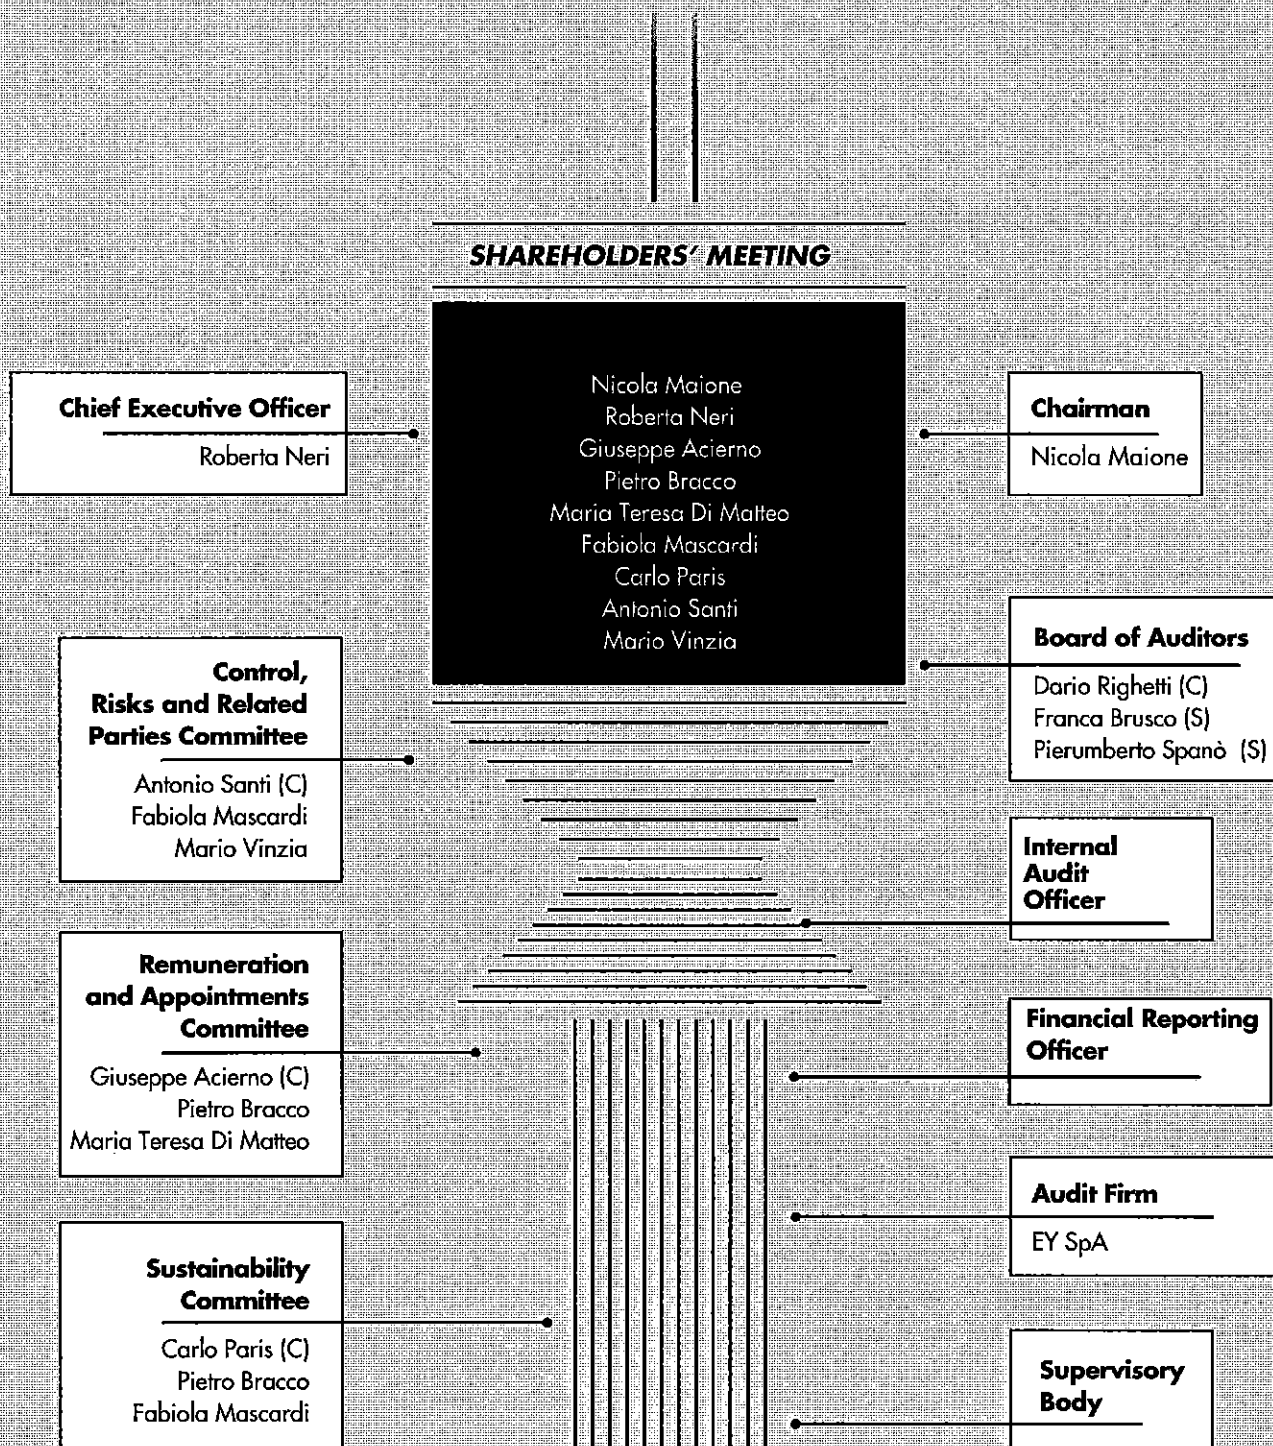 SHAREHOLDERS' MEETING
Nicola Maione
Roberta Neri
Giuseppe Acierno
Pietro Bracco
Maria Teresa Di Matteo
Fabiola Mascardi
Carlo Paris
Antonio Santi
Mario Vinzia
Chief Executive Officer
Roberta Neri
Chairman
Nicola Maione
Control,
Risks and Related
Parties Committee
Antonio Santi (C)
Fabiola Mascardi
Mario Vinzia
Board of Auditors
Dario Righetti (C)
Franca Brusco (S)
Pierumberto Spanò (S)
Internal
Audit
Officer
Remuneration
and Appointments
Committee
Giuseppe Acierno (C)
Pietro Bracco
Maria Teresa Di Matteo
Financial Reporting
Officer
Audit Firm
EY SpA
Sustainability
Committee
Carlo Paris (C)
Pietro Bracco
Fabiola Mascardi
Supervisory
Body